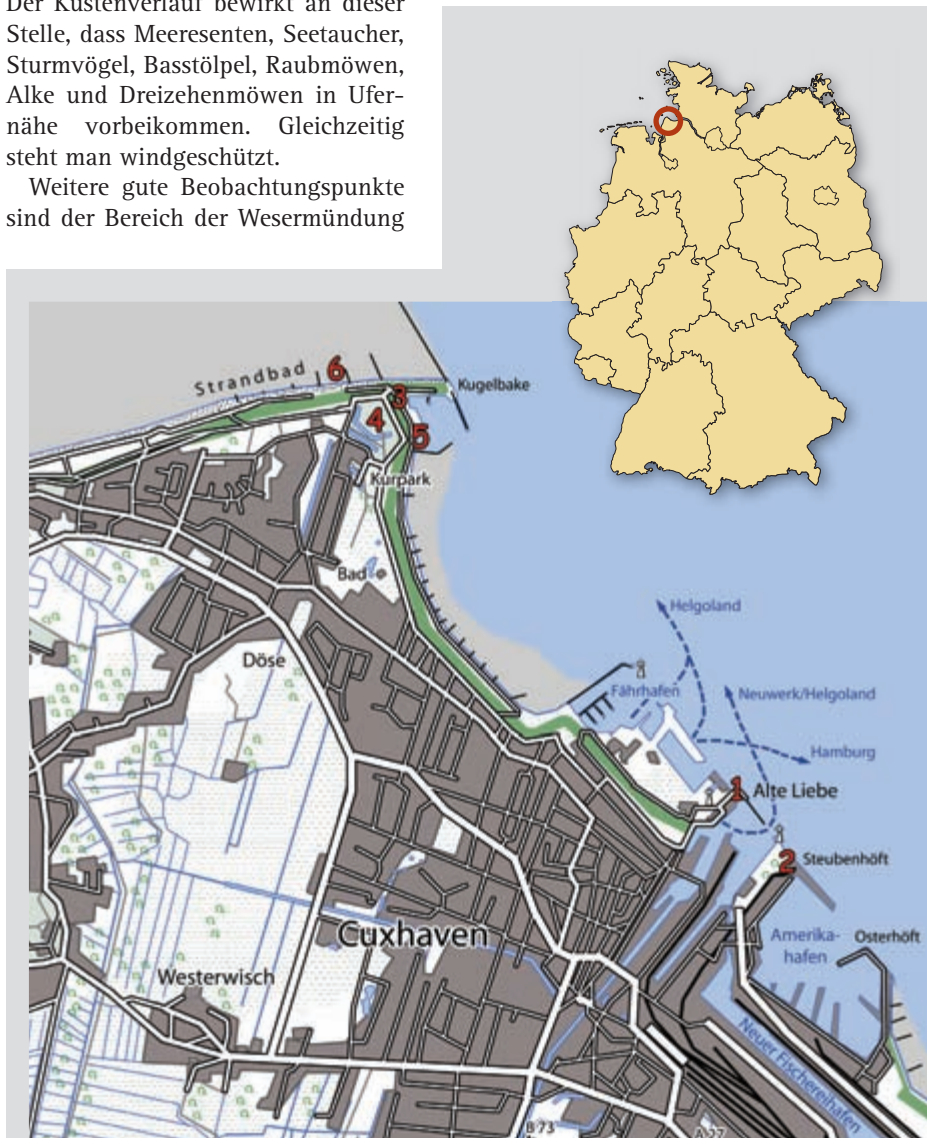 Der Küstenverlauf bewirkt an dieser
Stelle, dass Meeresenten, Seetaucher,
Sturmvögel, Basstölpel, Raubmöwen,
Alke und Dreizehenmöwen in Ufer-
nähe vorbeikommen. Gleichzeitig
steht man windgeschützt.
Weitere gute Beobachtungspunkte
sind der Bereich der Wesermündung
Strandbad
6
3
Kugelbake
4
5
Kurpark
Bad
Döse
Helgoland
Fährhafen
Neuwerk/Helgoland
Hamburg
1 Alte Liebe
2 Steubenhöft
Cuxhaven
Amerika-
hafen
Osterhöft
Westerwisch
Neuer Fischereihafen
B 73
A 27